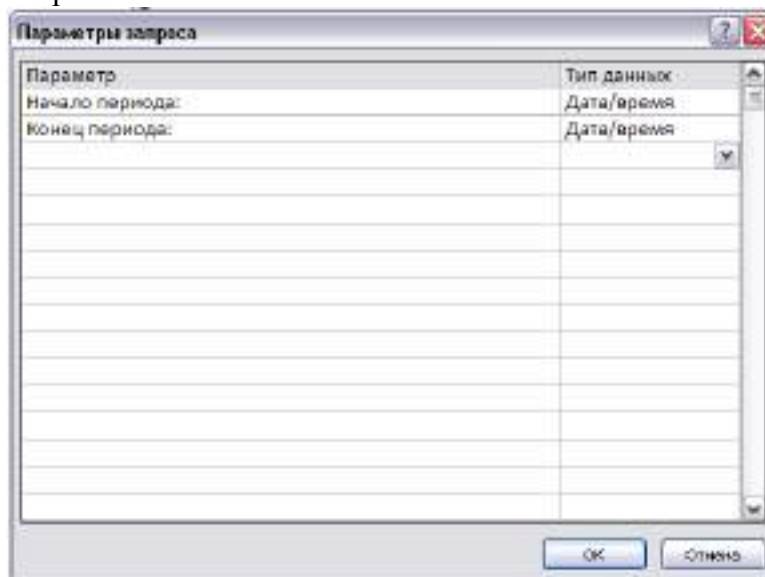 Параметры запроса
Параметр Тип данных
Начало периода: Дата/время
Конец периода: Дата/время
ОК Отмена